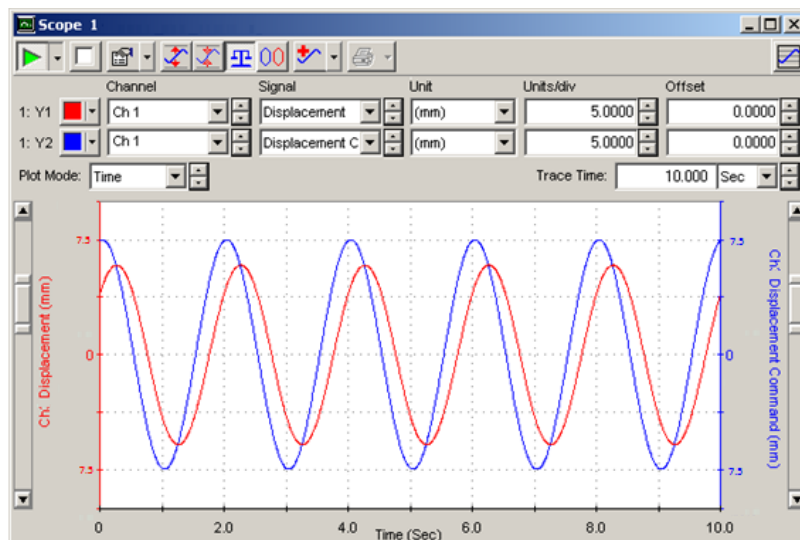 Scope 1
Channel Signal Unit Units/div Offset
1: Y1 Ch 1 Displacement (mm) 5.0000 0.0000
1: Y2 Ch 1 Displacement C (mm) 5.0000 0.0000
Plot Mode: Time Trace Time: 10.000 Sec
Ch: Displacement (mm)
7.5
0
7.5
7.5
0
7.5
Ch: Displacement Command (mm)
0 2.0 4.0 6.0 8.0 10.0
Time (Sec)